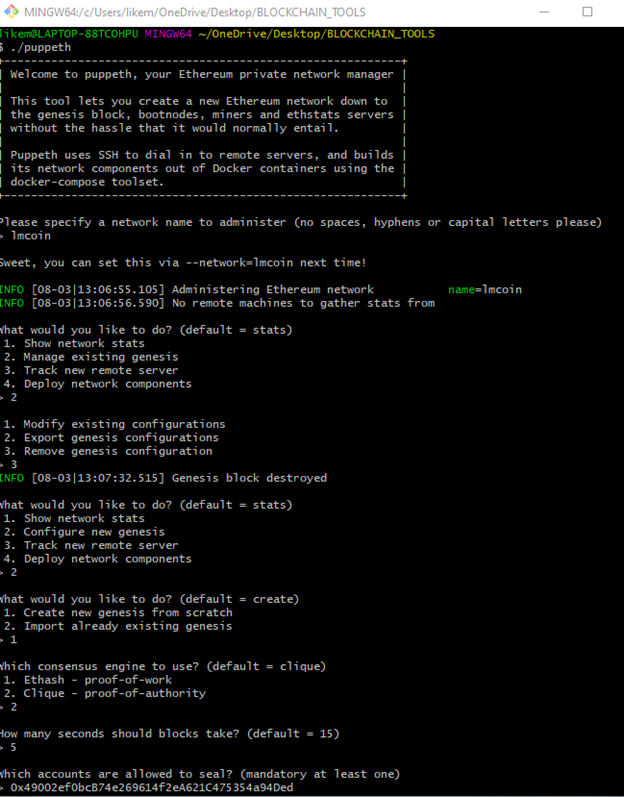 MINGW64:/c/Users/likem/OneDrive/Desktop/BLOCKCHAIN_TOOLS
likem@LAPTOP-88TCOHPU MINGW64 ~/OneDrive/Desktop/BLOCKCHAIN_TOOLS
$ ./puppeth
+-----------------------------------------------------------+
| Welcome to puppeth, your Ethereum private network manager |
|                                                           |
| This tool lets you create a new Ethereum network down to  |
| the genesis block, bootnodes, miners and ethstats servers |
| without the hassle that it would normally entail.         |
|                                                           |
| Puppeth uses SSH to dial in to remote servers, and builds |
| its network components out of Docker containers using the |
| docker-compose toolset.                                   |
+-----------------------------------------------------------+
Please specify a network name to administer (no spaces, hyphens or capital letters please)
> lmcoin
Sweet, you can set this via --network=lmcoin next time!
INFO [08-03|13:06:55.105] Administering Ethereum network           name=lmcoin
INFO [08-03|13:06:56.590] No remote machines to gather stats from
What would you like to do? (default = stats)
1. Show network stats
2. Manage existing genesis
3. Track new remote server
4. Deploy network components
> 2
1. Modify existing configurations
2. Export genesis configurations
3. Remove genesis configuration
> 3
INFO [08-03|13:07:32.515] Genesis block destroyed
What would you like to do? (default = stats)
1. Show network stats
2. Configure new genesis
3. Track new remote server
4. Deploy network components
> 2
What would you like to do? (default = create)
1. Create new genesis from scratch
2. Import already existing genesis
> 1
Which consensus engine to use? (default = clique)
1. Ethash - proof-of-work
2. Clique - proof-of-authority
> 2
How many seconds should blocks take? (default = 15)
> 5
Which accounts are allowed to seal? (mandatory at least one)
> 0x49002ef0bcB74e269614f2eA621C475354a94Ded